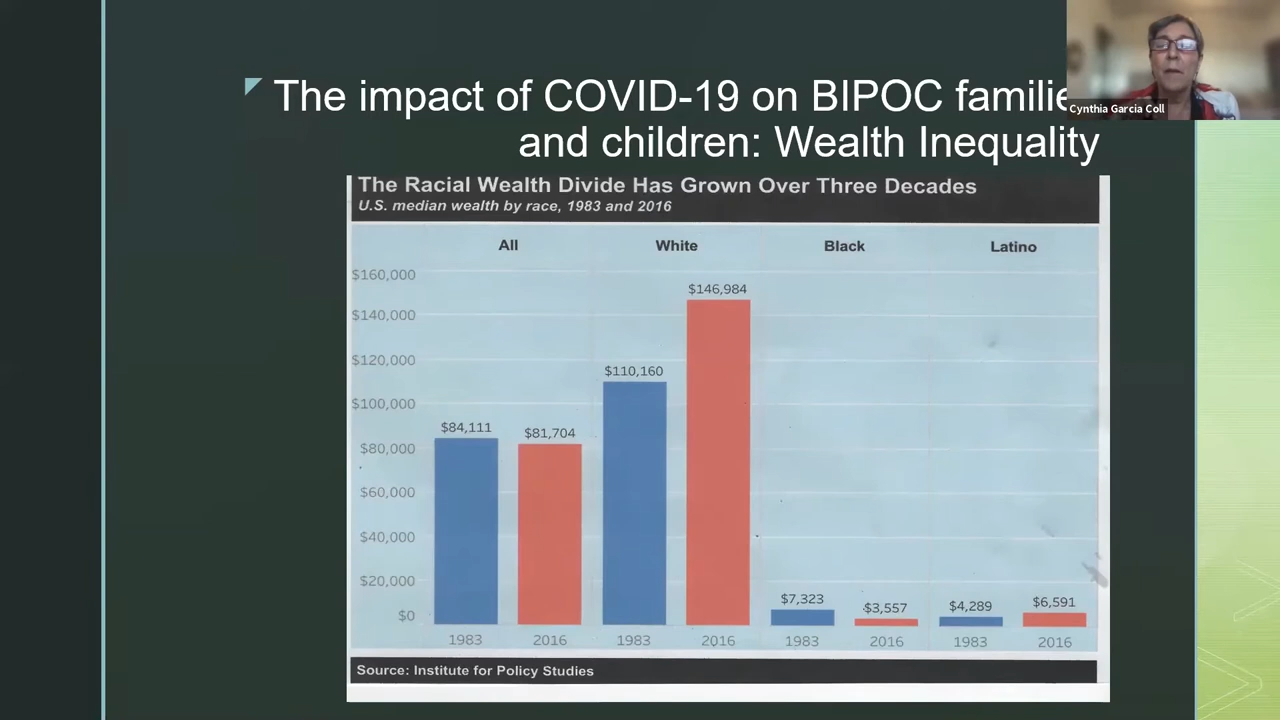 The impact of COVID-19 on BIPOC familie
and children: Wealth Inequality
Cynthia Garcia Coll
The Racial Wealth Divide Has Grown Over Three Decades
U.S. median wealth by race, 1983 and 2016
All White Black Latino
$160,000
$146,984
$140,000
$120,000
$110,160
$100,000
$84,111
$81,704
$80,000
$60,000
$40,000
$20,000
$7,323
$3,557
$4,289
$6,591
$0
1983 2016 1983 2016 1983 2016 1983 2016
Source: Institute for Policy Studies